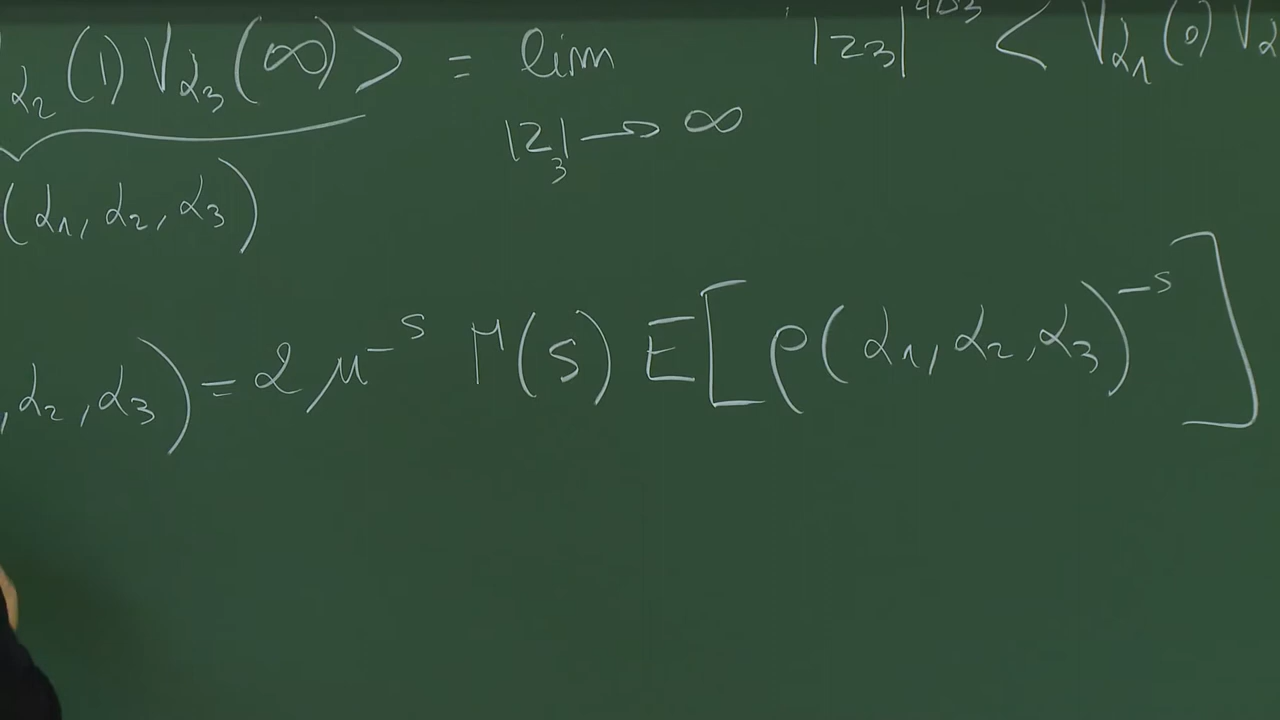 α₂(1) V_{α₃}(∞)> = lim |z₃|^{4Δ₃} < V_{α₁}(0) V_α
|z₃| → ∞
(α₁, α₂, α₃)
, α₂, α₃) = 2 μ^{-s} Γ(s) E[ρ(α₁, α₂, α₃)^{-s}]